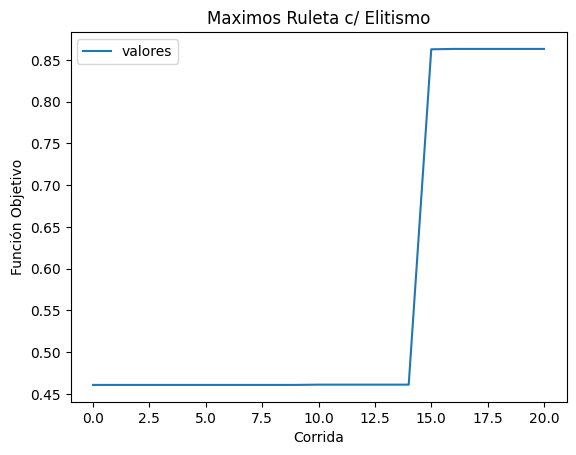 Maximos Ruleta c/ Elitismo
valores
Función Objetivo
0.85
0.80
0.75
0.70
0.65
0.60
0.55
0.50
0.45
0.0 2.5 5.0 7.5 10.0 12.5 15.0 17.5 20.0
Corrida